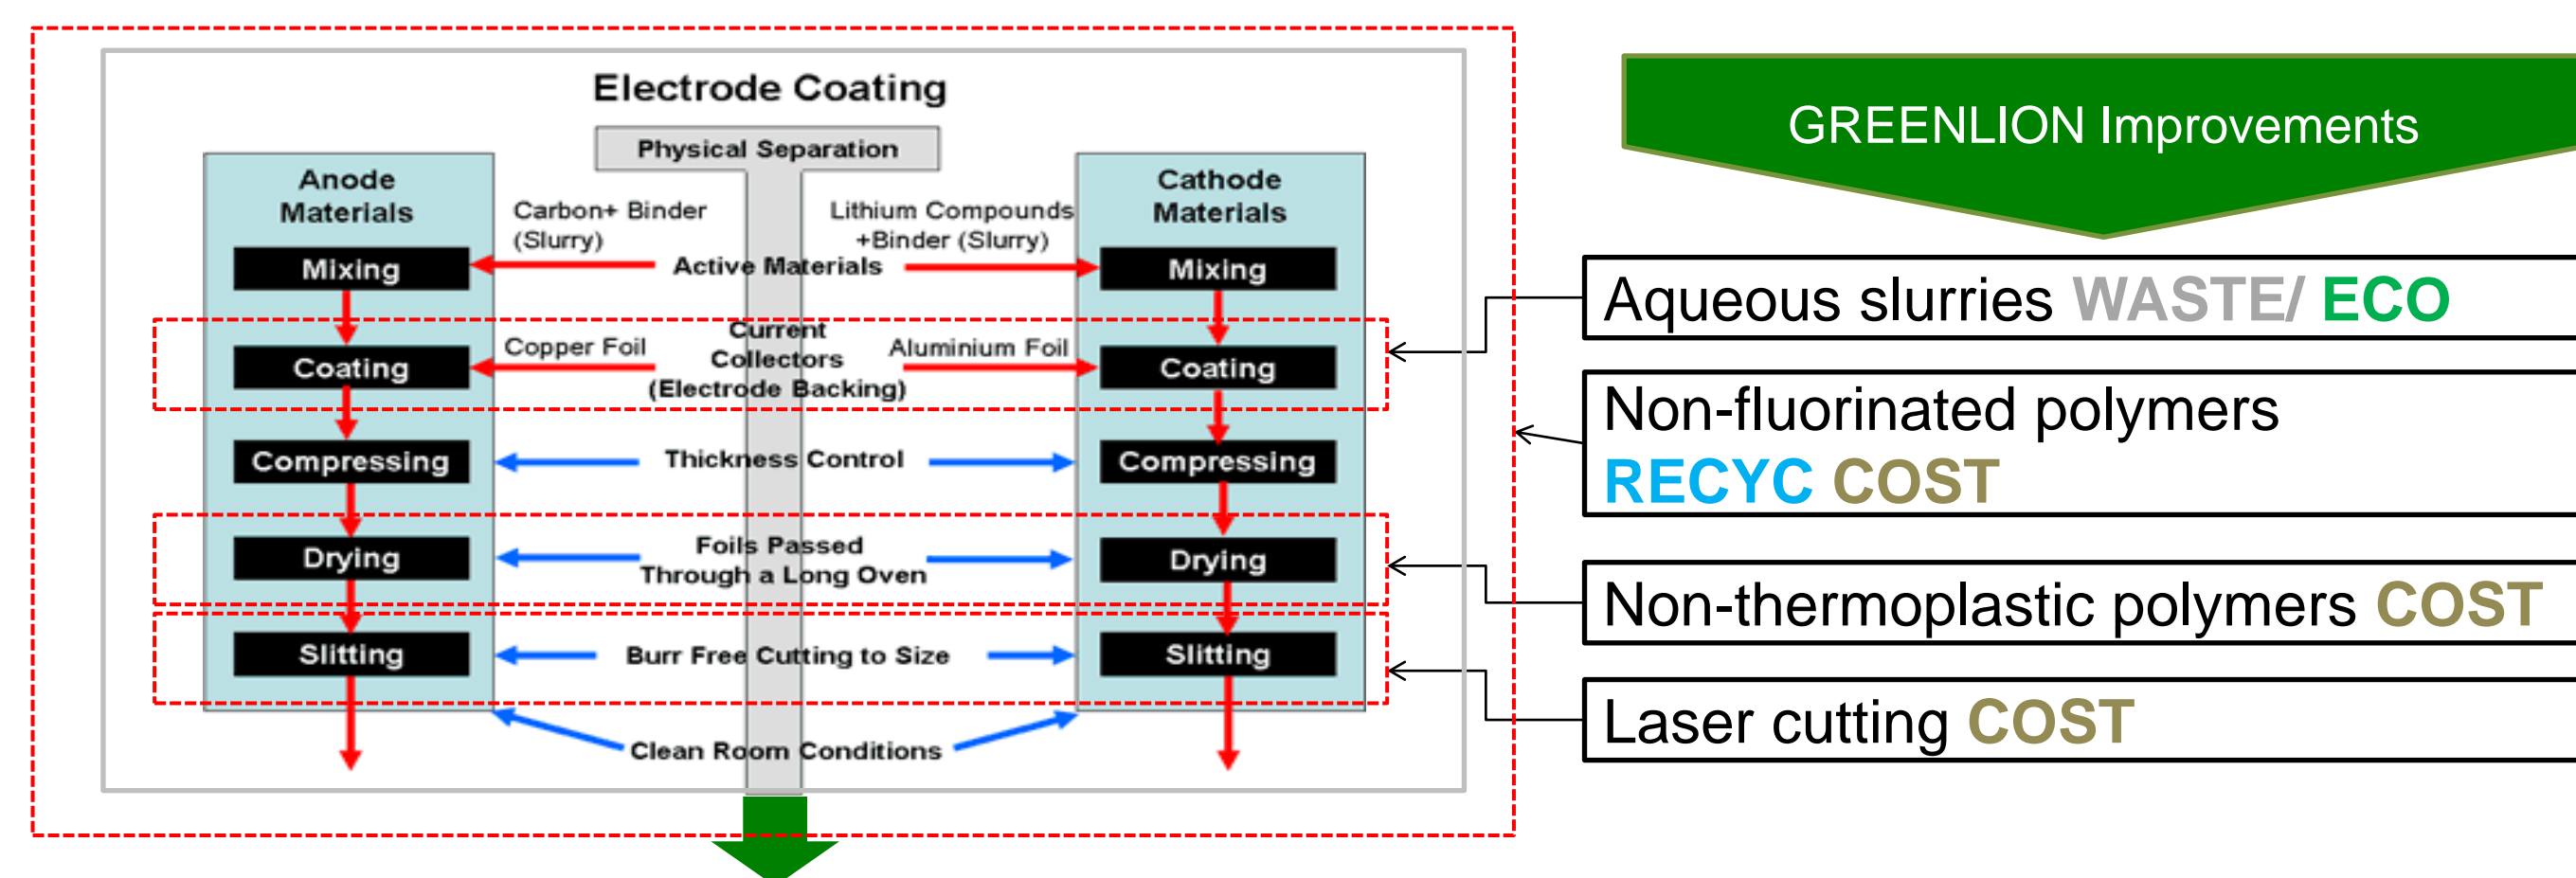 Electrode Coating
Physical Separation
Anode
Materials
Carbon+ Binder
(Slurry)
Lithium Compounds
+Binder (Slurry)
Cathode
Materials
Mixing
Active Materials
Mixing
Coating
Copper Foil
Current
Collectors
(Electrode Backing)
Aluminium Foil
Coating
Compressing
Thickness Control
Compressing
Drying
Foils Passed
Through a Long Oven
Drying
Slitting
Burr Free Cutting to Size
Slitting
Clean Room Conditions
GREENLION Improvements
Aqueous slurries WASTE/ ECO
Non-fluorinated polymers
RECYC COST
Non-thermoplastic polymers COST
Laser cutting COST